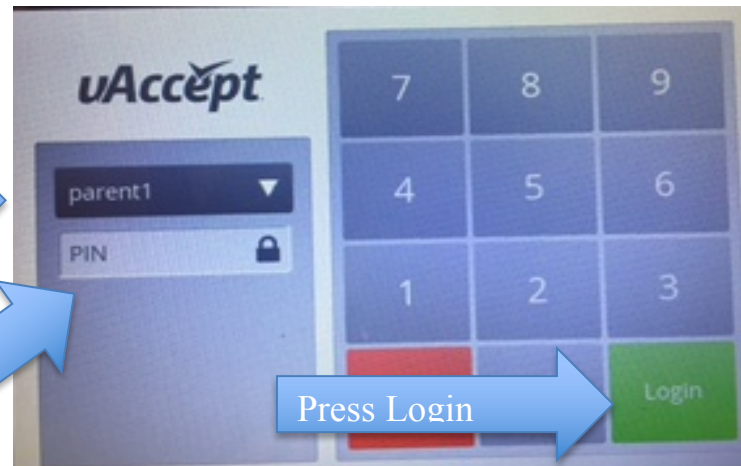 uAccept
parent1
PIN
7 8 9
4 5 6
1 2 3
Login
Press Login